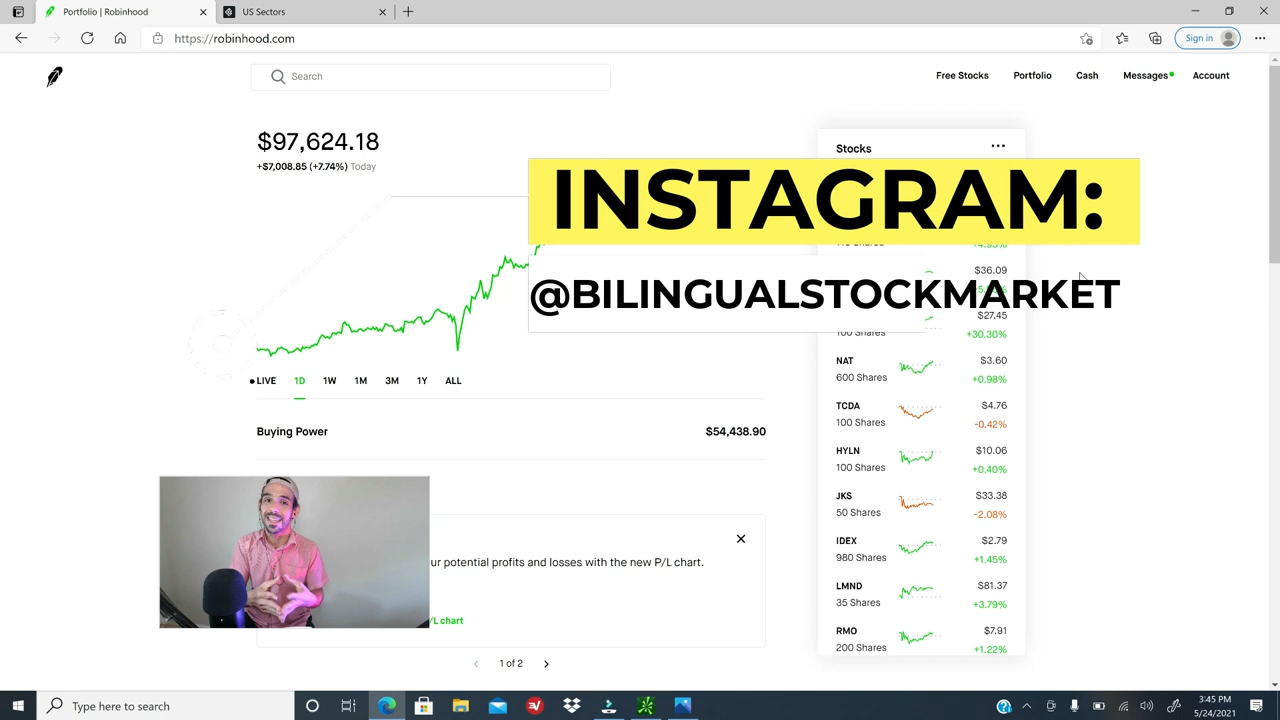 Portfolio | Robinhood
US Sectors
https://robinhood.com
Sign in
Search
Free Stocks
Portfolio
Cash
Messages
Account
$97,624.18
+$7,008.85 (+7.74%) Today
LIVE 1D 1W 1M 3M 1Y ALL
Buying Power $54,438.90
ur potential profits and losses with the new P/L chart.
/L chart
1 of 2
Stocks
INSTAGRAM:
@BILINGUALSTOCKMARKET
$36.09
$27.45
100 Shares +30.30%
NAT $3.60
600 Shares +0.98%
TCDA $4.76
100 Shares -0.42%
HYLN $10.06
100 Shares +0.40%
JKS $33.38
50 Shares -2.08%
IDEX $2.79
980 Shares +1.45%
LMND $81.37
35 Shares +3.79%
RMO $7.91
200 Shares +1.22%
Type here to search
3:45 PM
5/24/2021